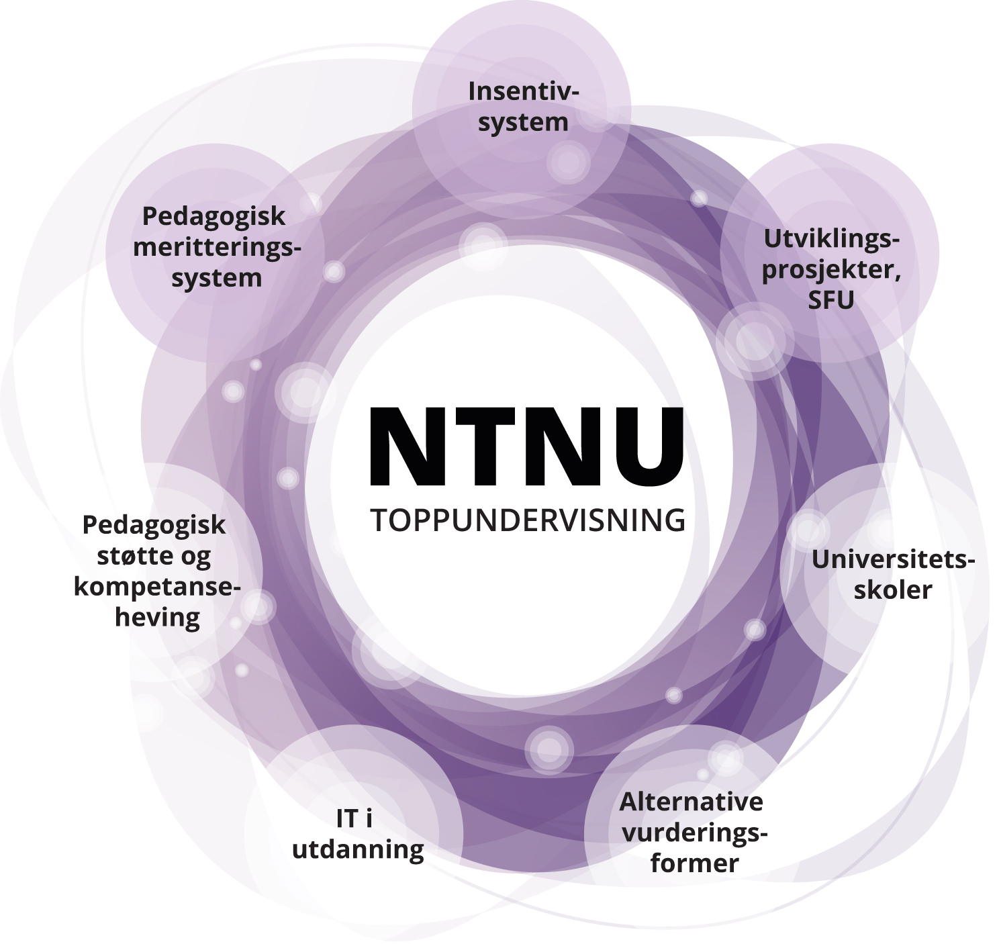 Insentiv-
system
Pedagogisk
meritterings-
system
Utviklings-
prosjekter,
SFU
NTNU
TOPPUNDERVISNING
Pedagogisk
støtte og
kompetanse-
heving
Universitets-
skoler
IT i
utdanning
Alternative
vurderings-
former